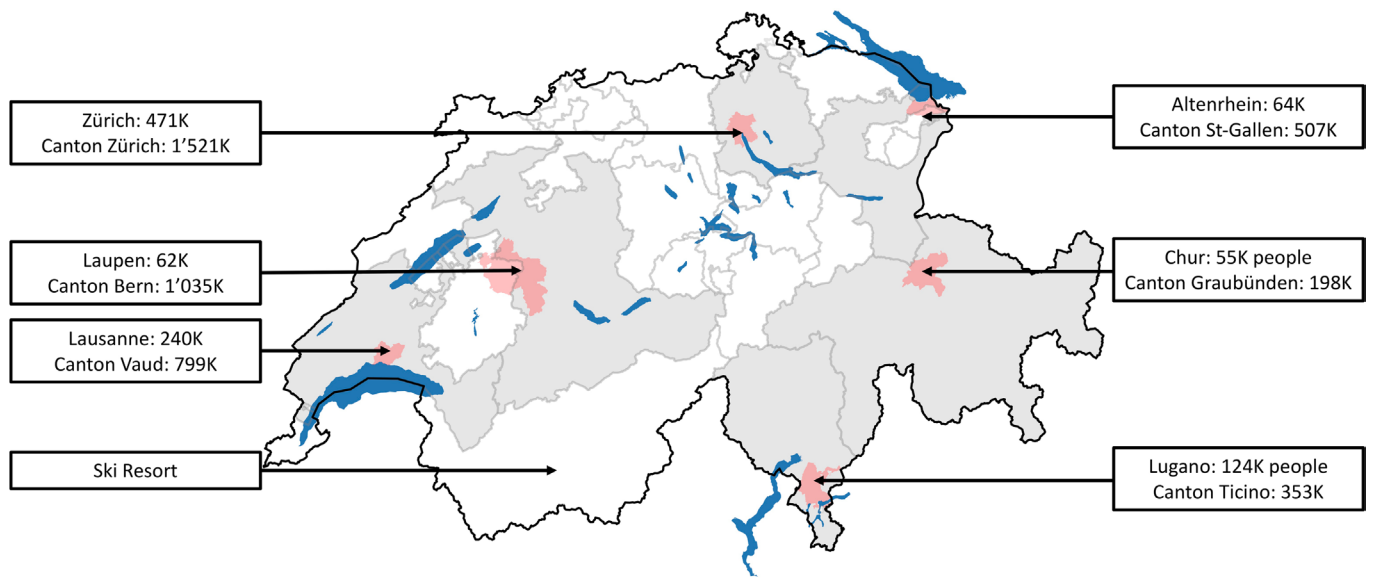 Zürich: 471K
Canton Zürich: 1’521K
Laupen: 62K
Canton Bern: 1’035K
Lausanne: 240K
Canton Vaud: 799K
Ski Resort
Altenrhein: 64K
Canton St-Gallen: 507K
Chur: 55K people
Canton Graubünden: 198K
Lugano: 124K people
Canton Ticino: 353K